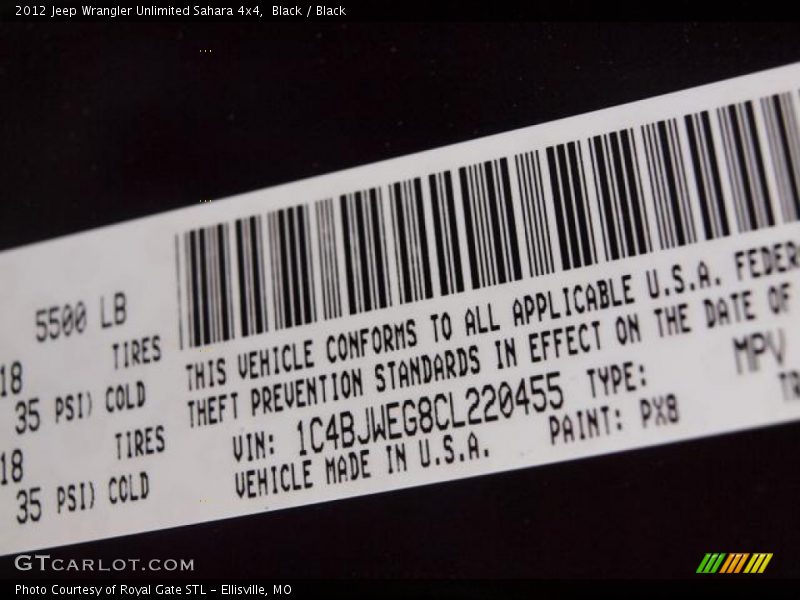 2012 Jeep Wrangler Unlimited Sahara 4x4, Black / Black
5500 LB
18 TIRES
35 PSI) COLD
18 TIRES
35 PSI) COLD
THIS VEHICLE CONFORMS TO ALL APPLICABLE U.S.A. FEDER
THEFT PREVENTION STANDARDS IN EFFECT ON THE DATE OF
VIN: 1C4BJWEG8CL220455 TYPE: MPV
VEHICLE MADE IN U.S.A. PAINT: PX8 TR
GTCARLOT.COM
Photo Courtesy of Royal Gate STL - Ellisville, MO